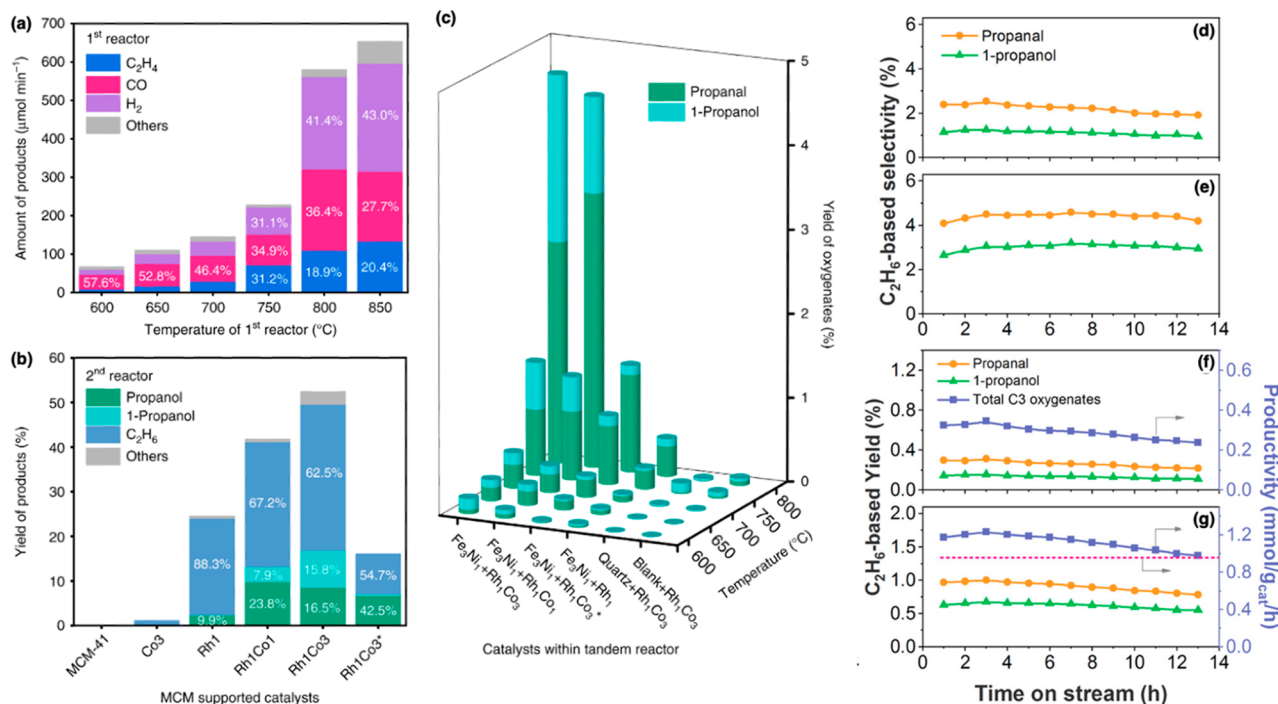 (a)
1st reactor
C2H4
CO
H2
Others
Amount of products (μmol min−1)
700
600
500
400
300
200
100
0
57.6%
52.8%
46.4%
31.1%
34.9%
31.2%
41.4%
36.4%
18.9%
43.0%
27.7%
20.4%
600 650 700 750 800 850
Temperature of 1st reactor (°C)
(b)
2nd reactor
Propanol
1-Propanol
C2H6
Others
Yield of products (%)
60
50
40
30
20
10
0
88.3%
9.9%
67.2%
7.9%
23.8%
62.5%
15.8%
16.5%
54.7%
42.5%
MCM-41 Co3 Rh1 Rh1Co1 Rh1Co3 Rh1Co3*
MCM supported catalysts
(c)
Propanal
1-Propanol
5
4
3
2
1
0
Yield of oxygenates (%)
800
750
700
650
600
Temperature (°C)
Fe3Ni1+Rh1Co3
Fe3Ni1+Rh1Co1
Fe3Ni1+Rh1Co3*
Fe3Ni1+Rh1
Quartz+Rh1Co3
Blank+Rh1Co3
Catalysts within tandem reactor
(d)
Propanal
1-propanol
6
4
2
0
(e)
6
4
2
C2H6-based selectivity (%)
0 2 4 6 8 10 12 14
(f)
Propanal
1-propanol
Total C3 oxygenates
1.2
0.8
0.4
0.0
0.6
0.4
0.2
0.0
(g)
2.0
1.5
1.0
0.5
0.0
1.2
0.8
0.4
0.0
C2H6-based Yield (%)
Productivity (mmol/gcat/h)
0 2 4 6 8 10 12 14
Time on stream (h)